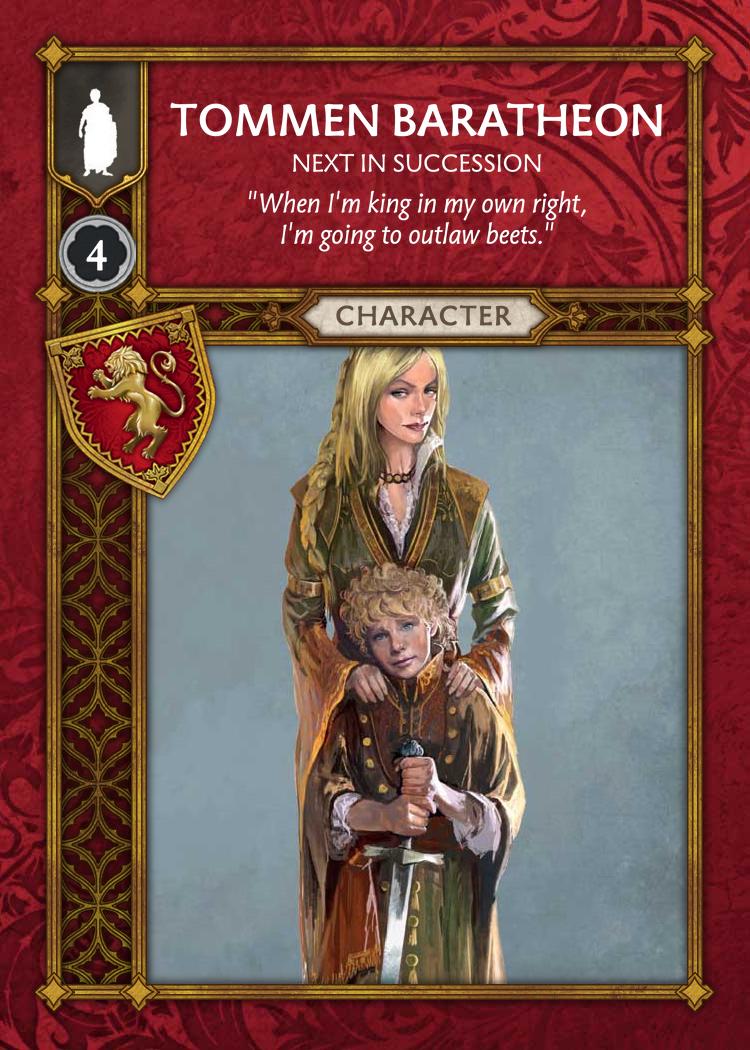 TOMMEN BARATHEON
NEXT IN SUCCESSION
"When I'm king in my own right,
I'm going to outlaw beets."
4
CHARACTER